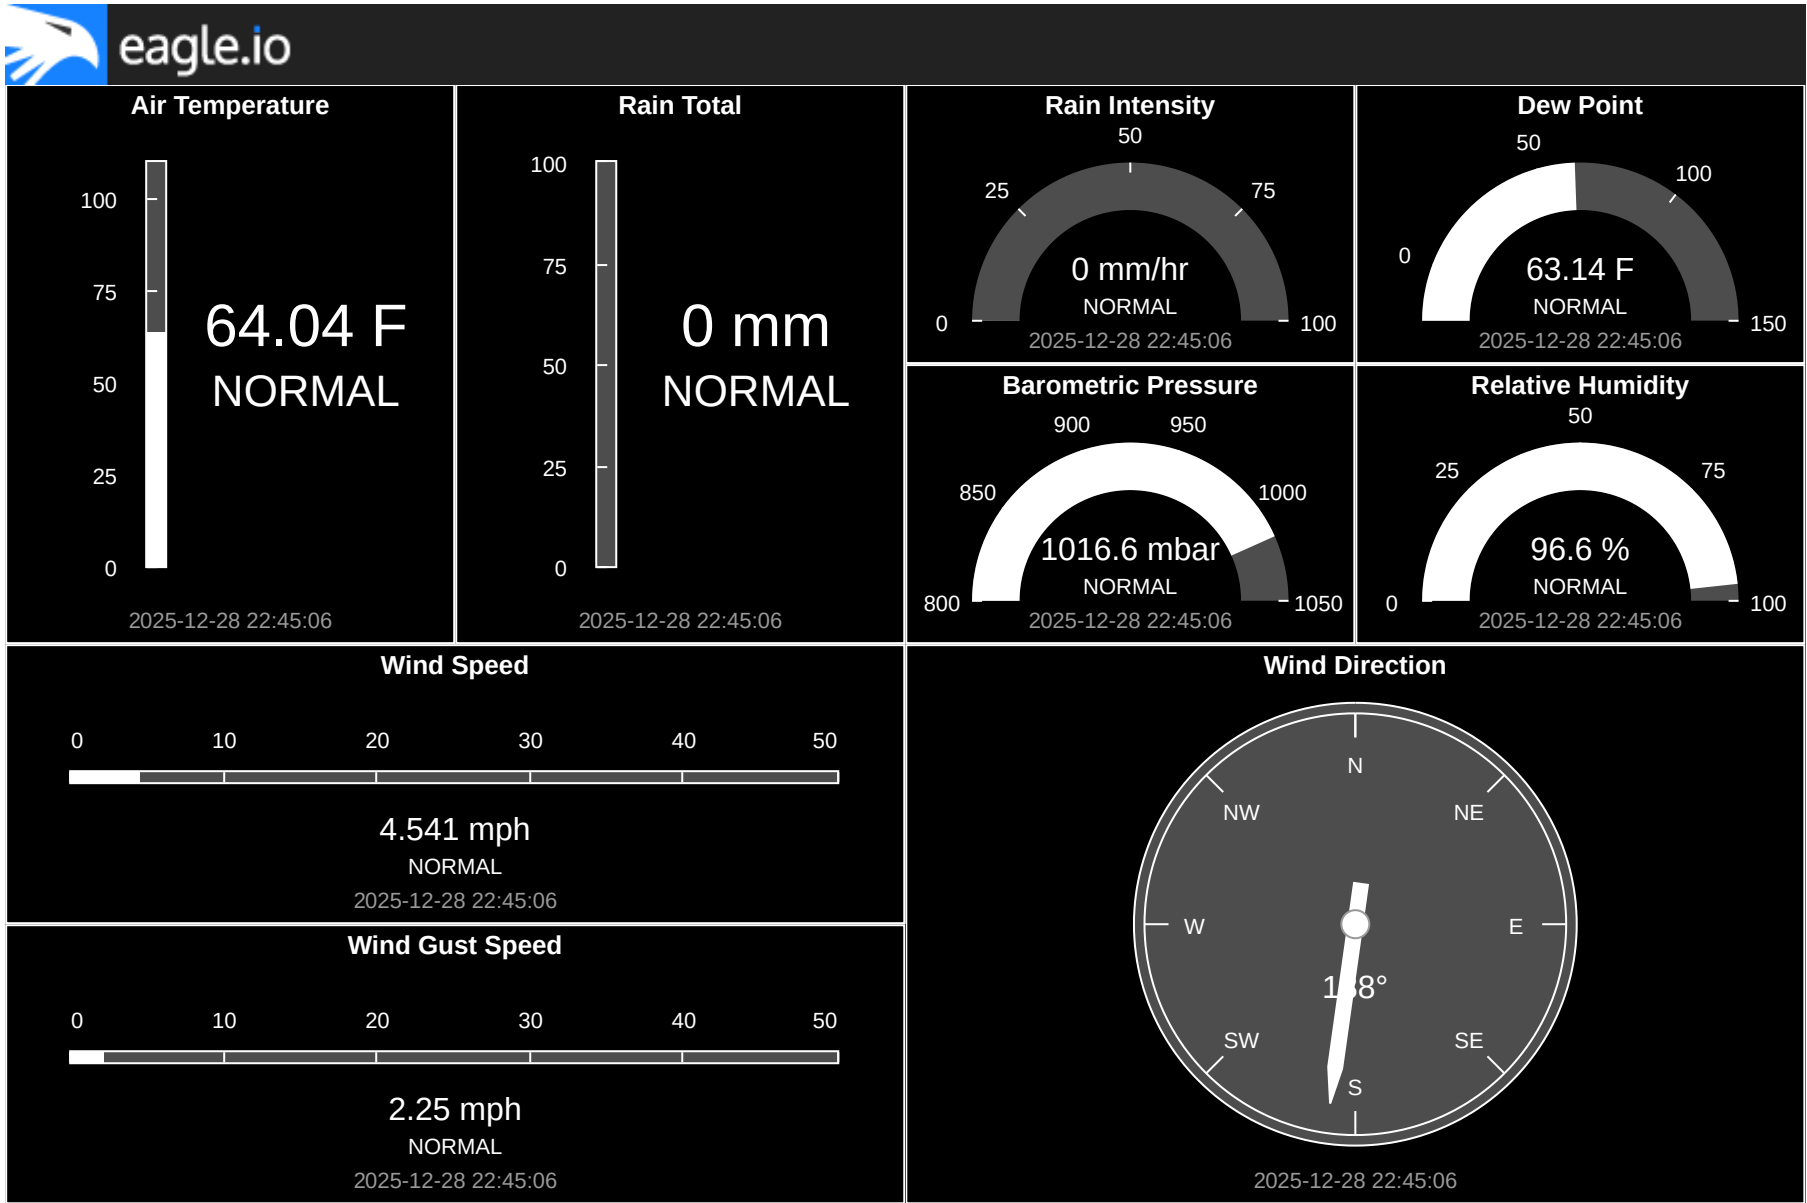 eagle.io
Air Temperature
100
75
50
25
0
64.04 F
NORMAL
2025-12-28 22:45:06
Rain Total
100
75
50
25
0
0 mm
NORMAL
2025-12-28 22:45:06
Rain Intensity
0
25
50
75
100
0 mm/hr
NORMAL
2025-12-28 22:45:06
Dew Point
0
50
100
150
63.14 F
NORMAL
2025-12-28 22:45:06
Barometric Pressure
800
850
900
950
1000
1050
1016.6 mbar
NORMAL
2025-12-28 22:45:06
Relative Humidity
0
25
50
75
100
96.6 %
NORMAL
2025-12-28 22:45:06
Wind Speed
0 10 20 30 40 50
4.541 mph
NORMAL
2025-12-28 22:45:06
Wind Gust Speed
0 10 20 30 40 50
2.25 mph
NORMAL
2025-12-28 22:45:06
Wind Direction
N
NW NE
W E
SW SE
S
2025-12-28 22:45:06